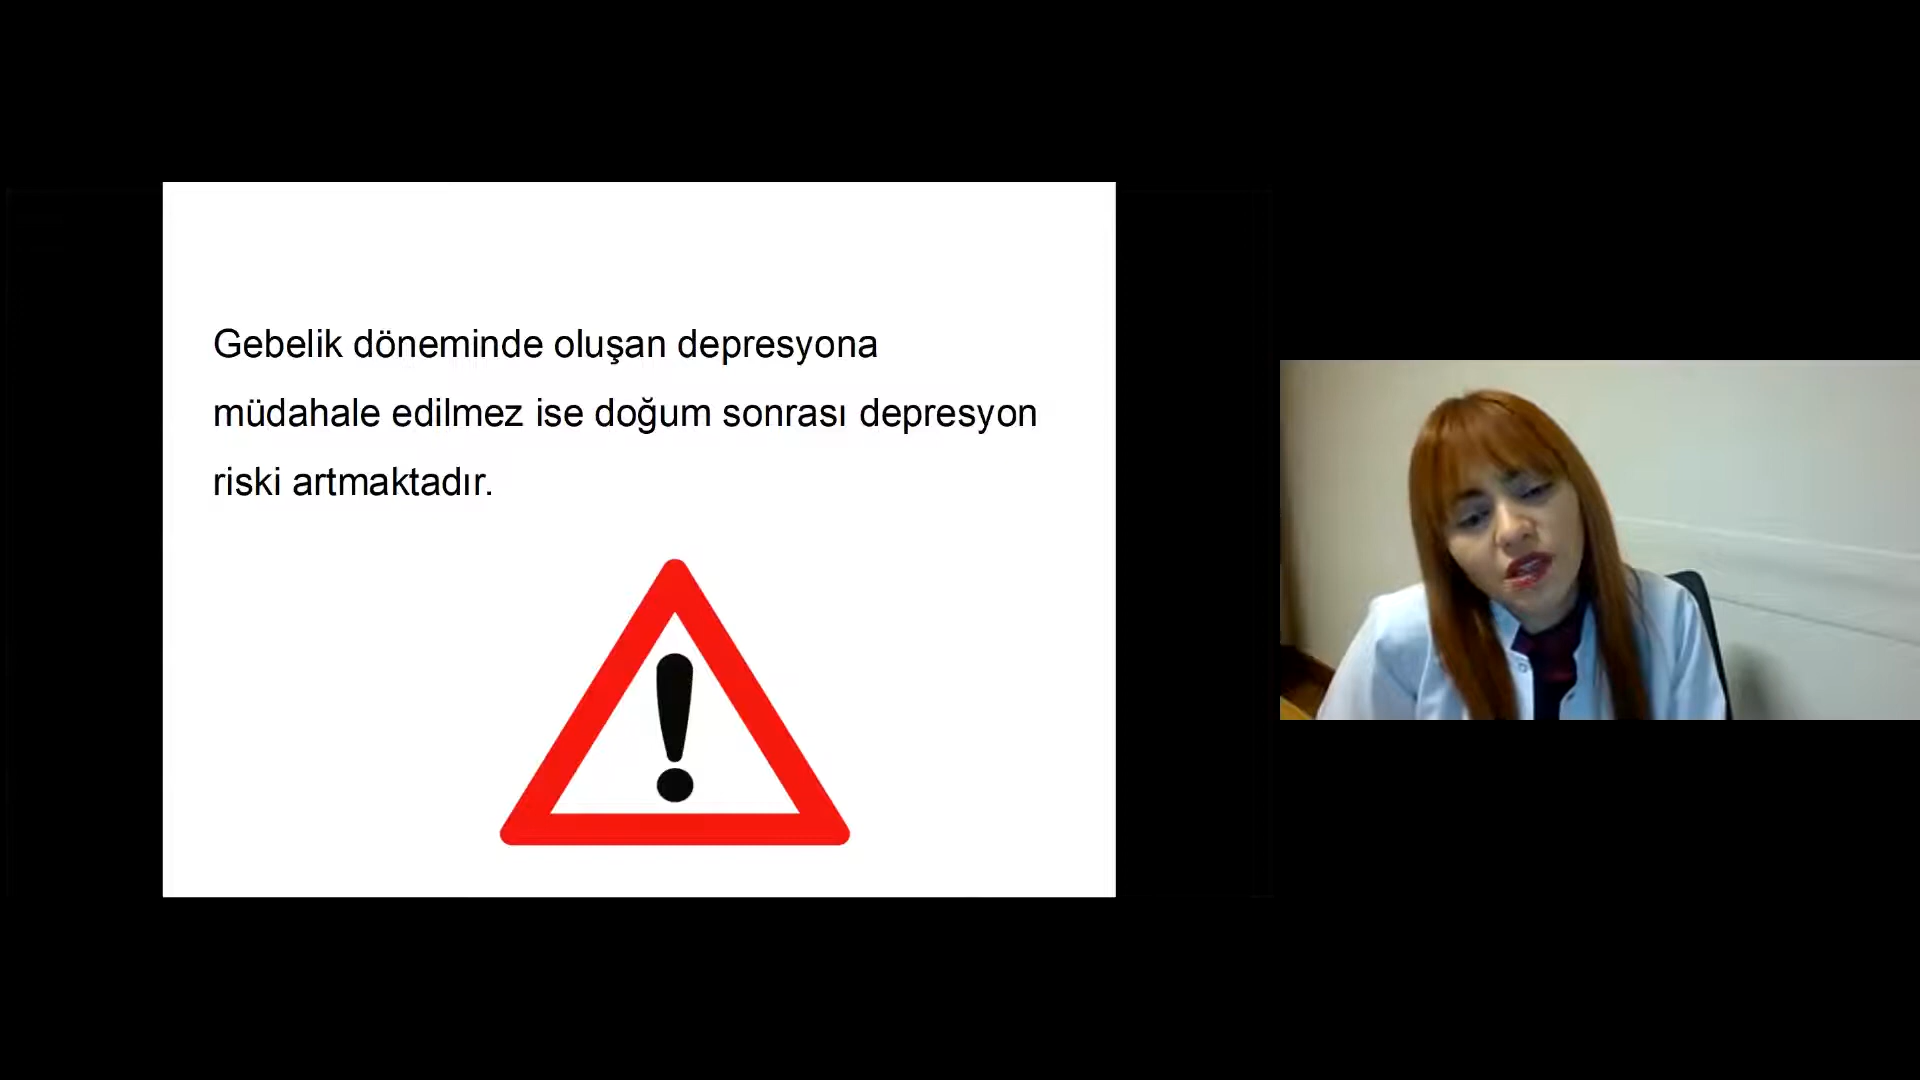 Gebelik döneminde oluşan depresyona
müdahale edilmez ise doğum sonrası depresyon
riski artmaktadır.